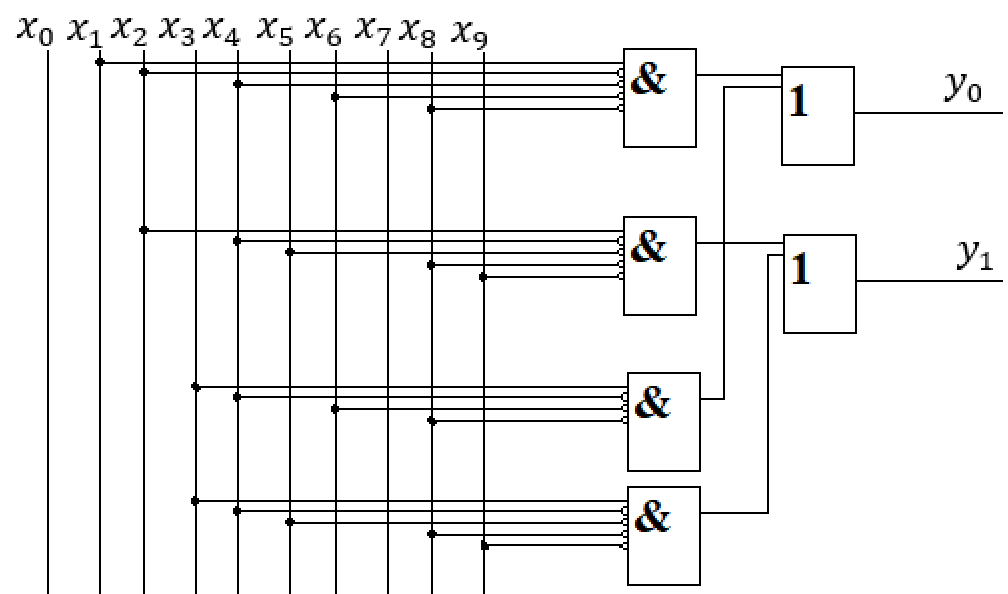 x₀ x₁ x₂ x₃ x₄ x₅ x₆ x₇ x₈ x₉
& 1 y₀
& 1 y₁
&
&